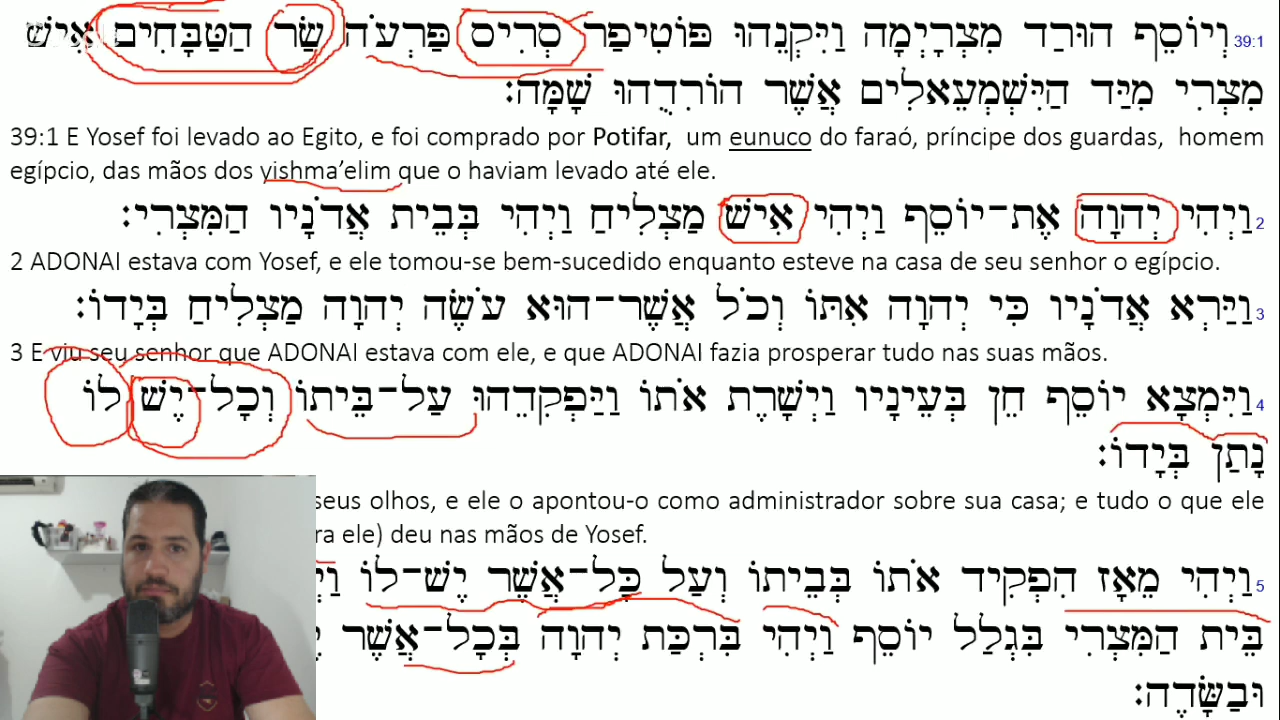 וְיוֹסֵף הוּרַד מִצְרָיְמָה וַיִּקְנֵהוּ פּוֹטִיפַר סְרִיס פַּרְעֹה שַׂר הַטַּבָּחִים אִישׁ 39:1
מִצְרִי מִיַּד הַיִּשְׁמְעֵאלִים אֲשֶׁר הוֹרִדֻהוּ שָׁמָּה׃
39:1 E Yosef foi levado ao Egito, e foi comprado por Potifar, um eunuco do faraó, príncipe dos guardas, homem
egípcio, das mãos dos yishma’elim que o haviam levado até ele.
2 וַיְהִי יְהוָה אֶת־יוֹסֵף וַיְהִי אִישׁ מַצְלִיחַ וַיְהִי בְּבֵית אֲדֹנָיו הַמִּצְרִי׃
2 ADONAI estava com Yosef, e ele tornou-se bem-sucedido enquanto esteve na casa de seu senhor o egípcio.
3 וַיַּרְא אֲדֹנָיו כִּי יְהוָה אִתּוֹ וְכֹל אֲשֶׁר־הוּא עֹשֶׂה יְהוָה מַצְלִיחַ בְּיָדוֹ׃
3 E viu seu senhor que ADONAI estava com ele, e que ADONAI fazia prosperar tudo nas suas mãos.
4 וַיִּמְצָא יוֹסֵף חֵן בְּעֵינָיו וַיְשָׁרֶת אֹתוֹ וַיַּפְקִדֵהוּ עַל־בֵּיתוֹ וְכָל־יֶשׁ לוֹ
נָתַן בְּיָדוֹ׃
seus olhos, e ele o apontou-o como administrador sobre sua casa; e tudo o que ele
ra ele) deu nas mãos de Yosef.
5 וַיְהִי מֵאָז הִפְקִיד אֹתוֹ בְּבֵיתוֹ וְעַל כָּל־אֲשֶׁר יֶשׁ־לוֹ
בֵּית הַמִּצְרִי בִּגְלַל יוֹסֵף וַיְהִי בִּרְכַּת יְהוָה בְּכָל־אֲשֶׁר
וּבַשָּׂדֶה׃